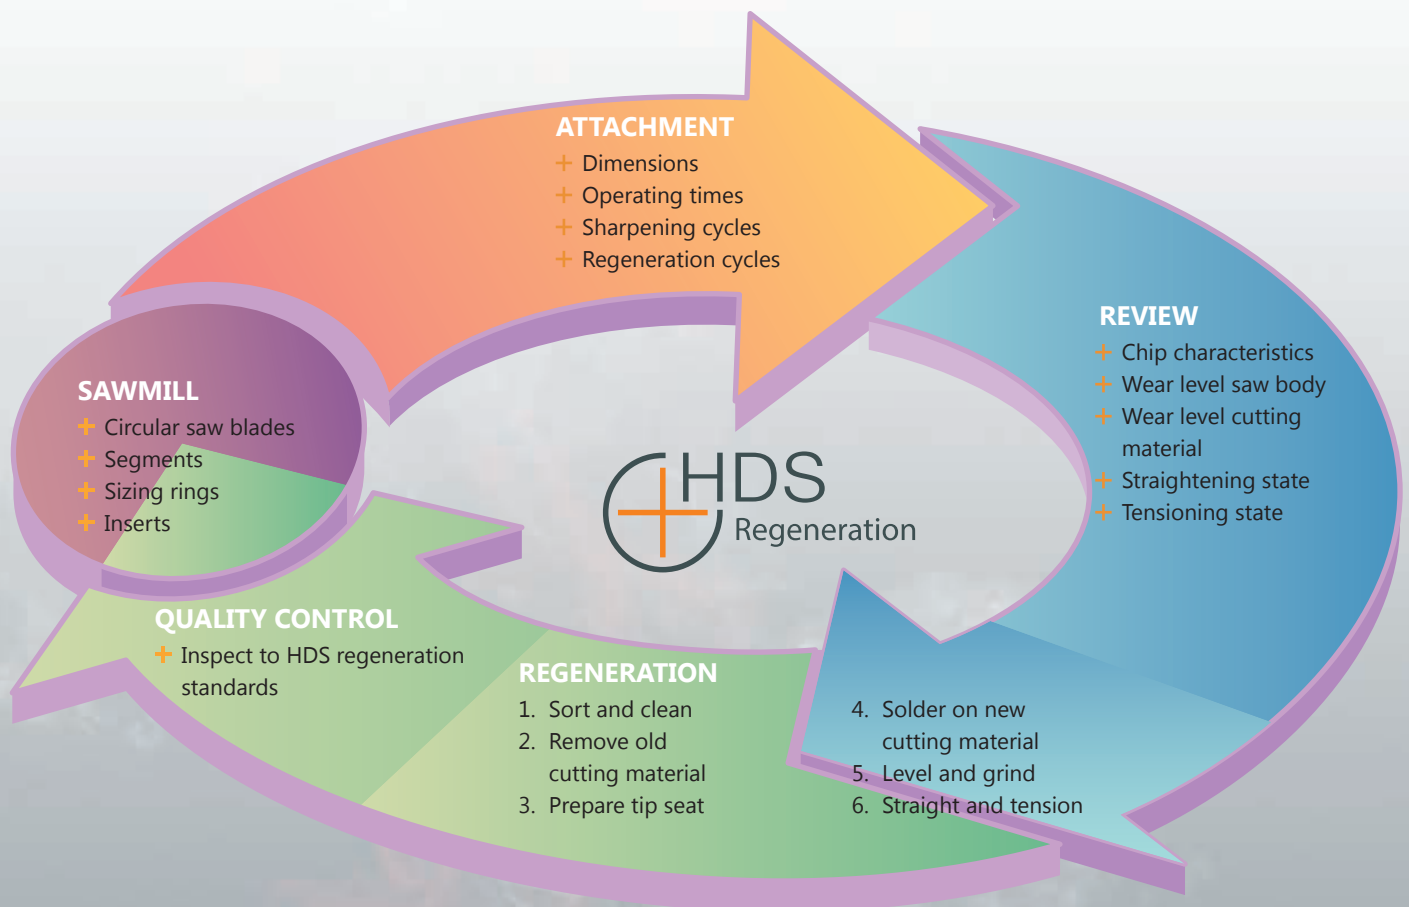 ATTACHMENT
+ Dimensions
+ Operating times
+ Sharpening cycles
+ Regeneration cycles
REVIEW
+ Chip characteristics
+ Wear level saw body
+ Wear level cutting
material
+ Straightening state
+ Tensioning state
SAWMILL
+ Circular saw blades
+ Segments
+ Sizing rings
+ Inserts
HDS
Regeneration
QUALITY CONTROL
+ Inspect to HDS regeneration
standards
REGENERATION
1. Sort and clean
2. Remove old
cutting material
3. Prepare tip seat
4. Solder on new
cutting material
5. Level and grind
6. Straight and tension